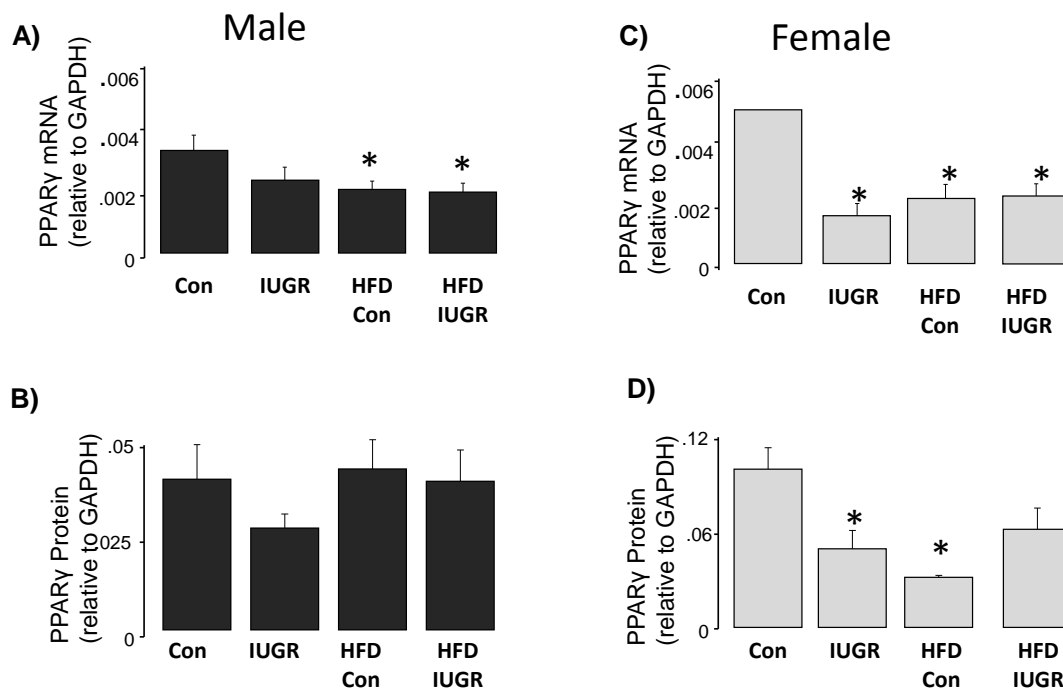 A)
Male
PPARγ mRNA
(relative to GAPDH)
.006
.004
.002
0
*
*
Con
IUGR
HFD
Con
HFD
IUGR
C)
Female
PPARγ mRNA
(relative to GAPDH)
.006
.004
.002
0
*
*
*
Con
IUGR
HFD
Con
HFD
IUGR
B)
PPARγ Protein
(relative to GAPDH)
.05
025
0
Con
IUGR
HFD
Con
HFD
IUGR
D)
PPARγ Protein
(relative to GAPDH)
.12
.06
0
*
*
Con
IUGR
HFD
Con
HFD
IUGR